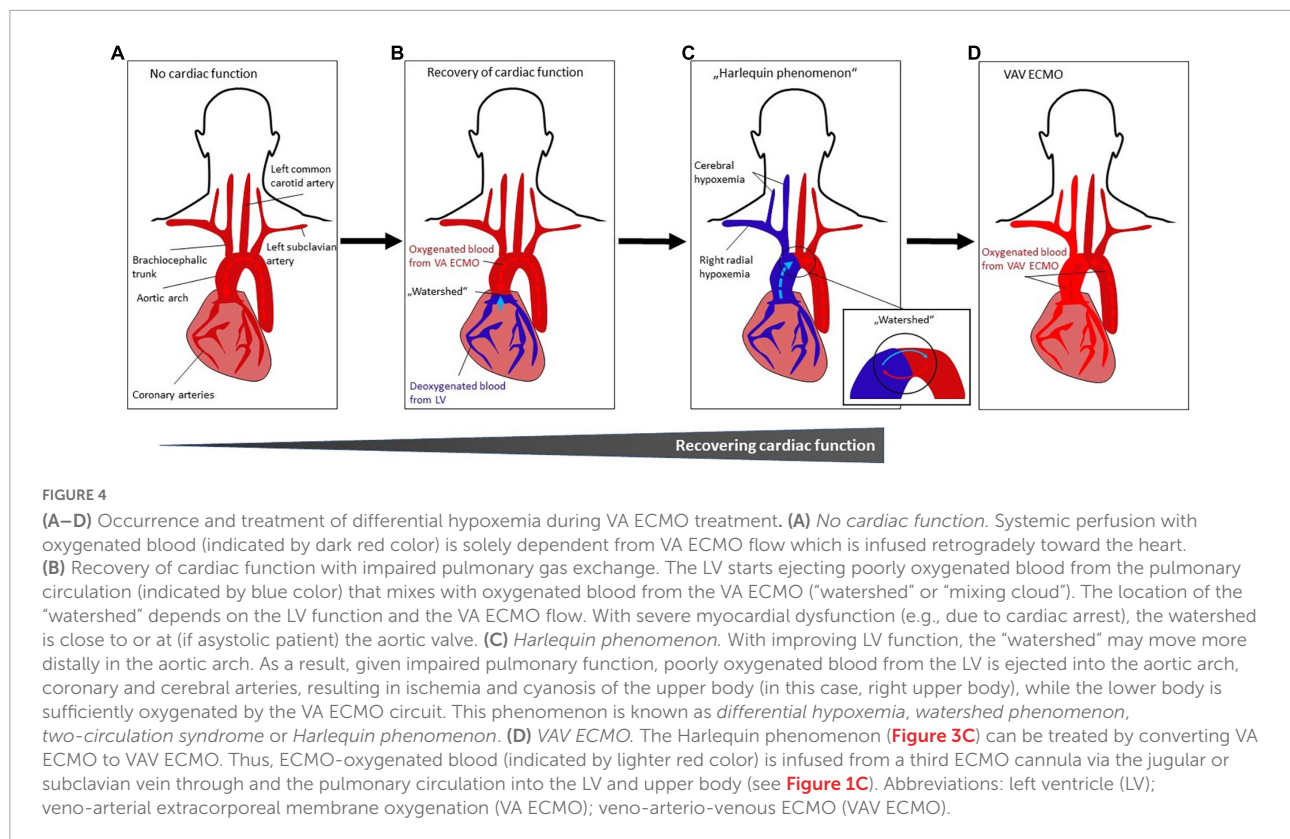 A
No cardiac function
Left common
carotid artery
Left subclavian
artery
Brachiocephalic
trunk
Aortic arch
Coronary arteries
B
Recovery of cardiac function
Oxygenated blood
from VA ECMO
„Watershed“
Deoxygenated blood
from LV
C
„Harlequin phenomenon“
Cerebral
hypoxemia
Right radial
hypoxemia
„Watershed“
D
VAV ECMO
Oxygenated blood
from VAV ECMO
Recovering cardiac function
FIGURE 4
(A–D) Occurrence and treatment of differential hypoxemia during VA ECMO treatment. (A) No cardiac function. Systemic perfusion with
oxygenated blood (indicated by dark red color) is solely dependent from VA ECMO flow which is infused retrogradely toward the heart.
(B) Recovery of cardiac function with impaired pulmonary gas exchange. The LV starts ejecting poorly oxygenated blood from the pulmonary
circulation (indicated by blue color) that mixes with oxygenated blood from the VA ECMO (“watershed” or “mixing cloud”). The location of the
“watershed” depends on the LV function and the VA ECMO flow. With severe myocardial dysfunction (e.g., due to cardiac arrest), the watershed
is close to or at (if asystolic patient) the aortic valve. (C) Harlequin phenomenon. With improving LV function, the “watershed” may move more
distally in the aortic arch. As a result, given impaired pulmonary function, poorly oxygenated blood from the LV is ejected into the aortic arch,
coronary and cerebral arteries, resulting in ischemia and cyanosis of the upper body (in this case, right upper body), while the lower body is
sufficiently oxygenated by the VA ECMO circuit. This phenomenon is known as differential hypoxemia, watershed phenomenon,
two-circulation syndrome or Harlequin phenomenon. (D) VAV ECMO. The Harlequin phenomenon (Figure 3C) can be treated by converting VA
ECMO to VAV ECMO. Thus, ECMO-oxygenated blood (indicated by lighter red color) is infused from a third ECMO cannula via the jugular or
subclavian vein through and the pulmonary circulation into the LV and upper body (see Figure 1C). Abbreviations: left ventricle (LV);
veno-arterial extracorporeal membrane oxygenation (VA ECMO); veno-arterio-venous ECMO (VAV ECMO).